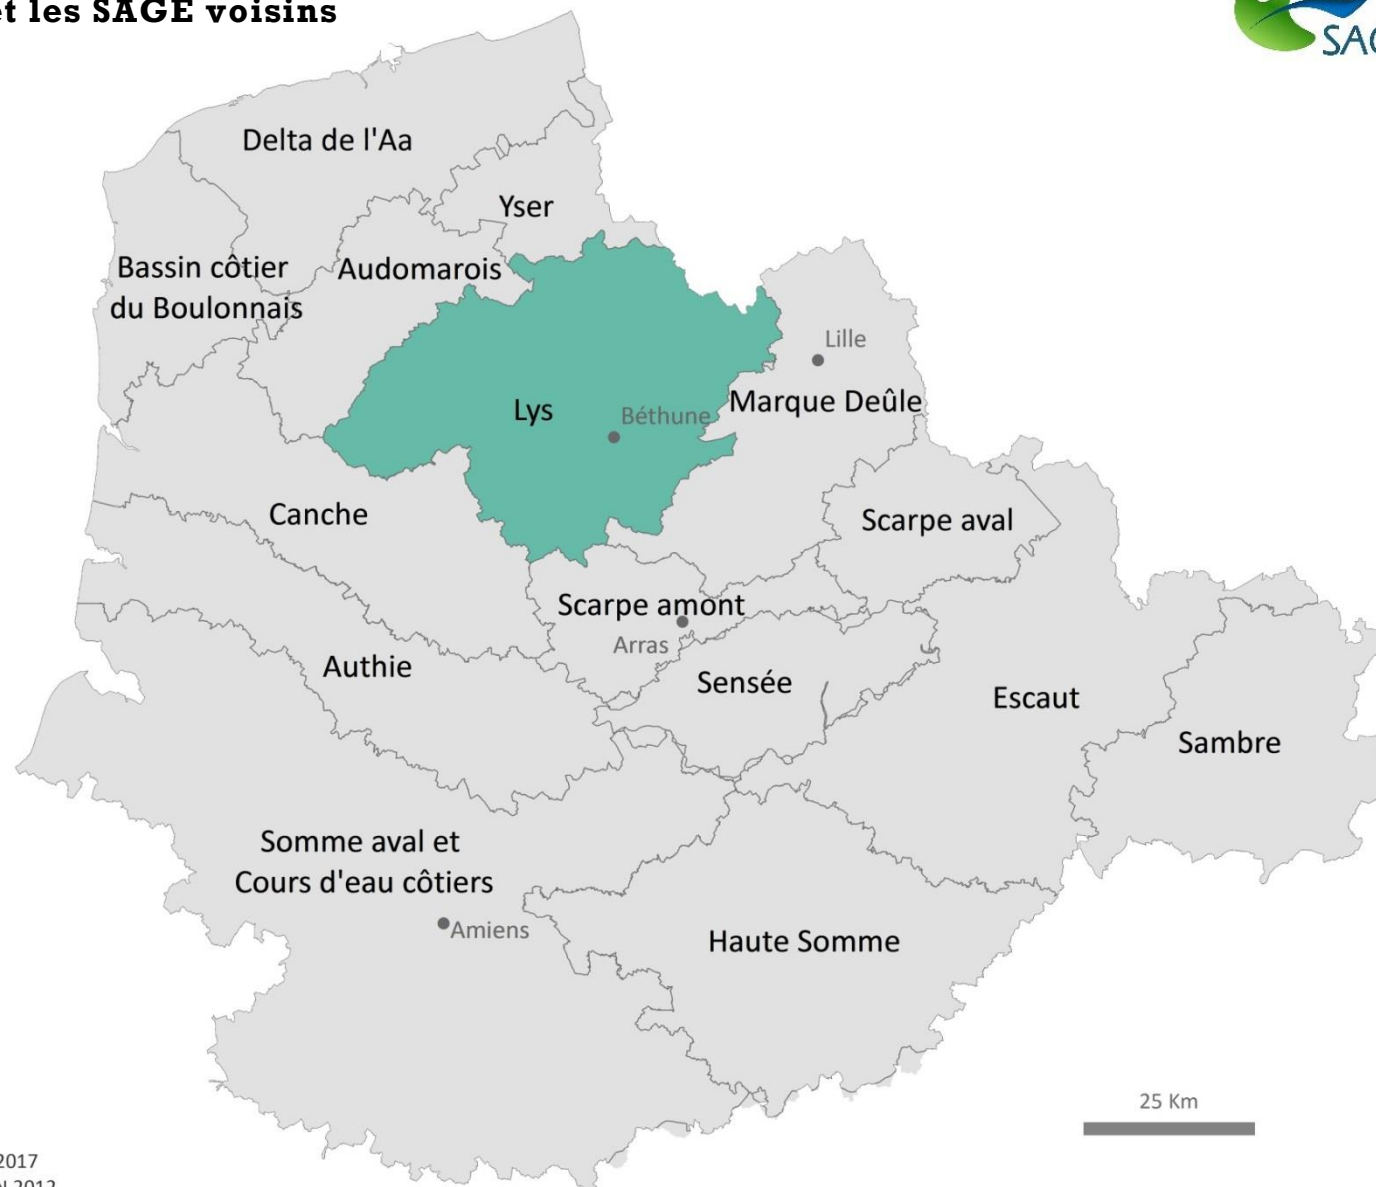 et les SAGE voisins
Delta de l'Aa
Yser
Bassin côtier
du Boulonnais
Audomarois
Lille
Lys
Béthune
Marque Deûle
Canche
Scarpe aval
Scarpe amont
Arras
Authie
Sensée
Escaut
Sambre
Somme aval et
Cours d'eau côtiers
Amiens
Haute Somme
25 Km
2017
2012